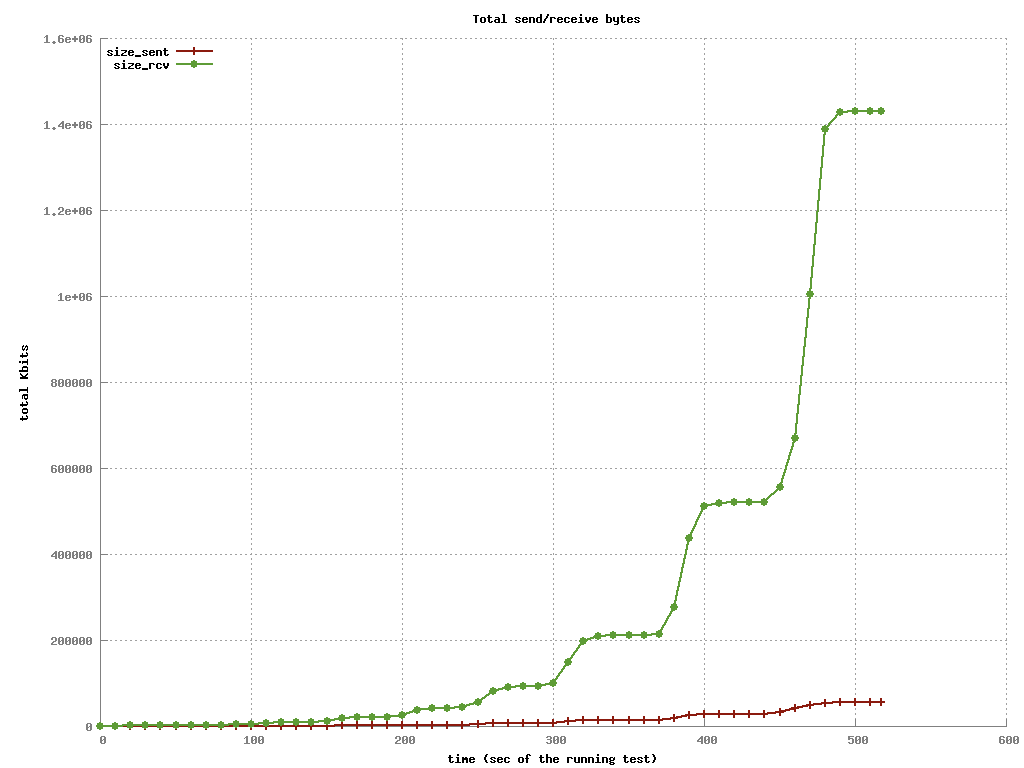 Total send/receive bytes
1.6e+06
size_sent
size_rcv
1.4e+06
1.2e+06
1e+06
800000
total Kbits
600000
400000
200000
0
0 100 200 300 400 500 600
time (sec of the running test)